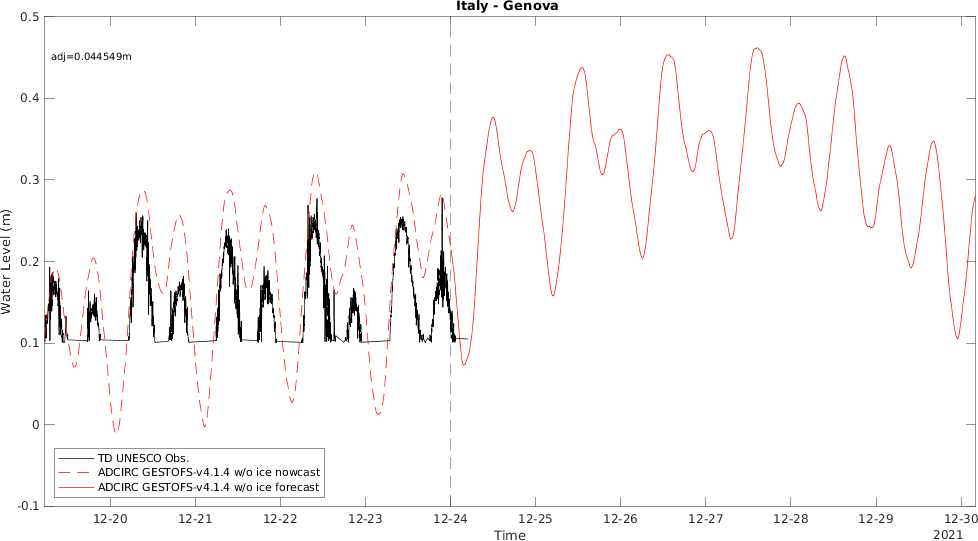 Italy - Genova
adj=0.044549m
0.5
0.4
0.3
0.2
0.1
0
-0.1
Water Level (m)
TD UNESCO Obs.
ADCIRC GESTOFS-v4.1.4 w/o ice nowcast
ADCIRC GESTOFS-v4.1.4 w/o ice forecast
12-20 12-21 12-22 12-23 12-24 12-25 12-26 12-27 12-28 12-29 12-30
Time
2021